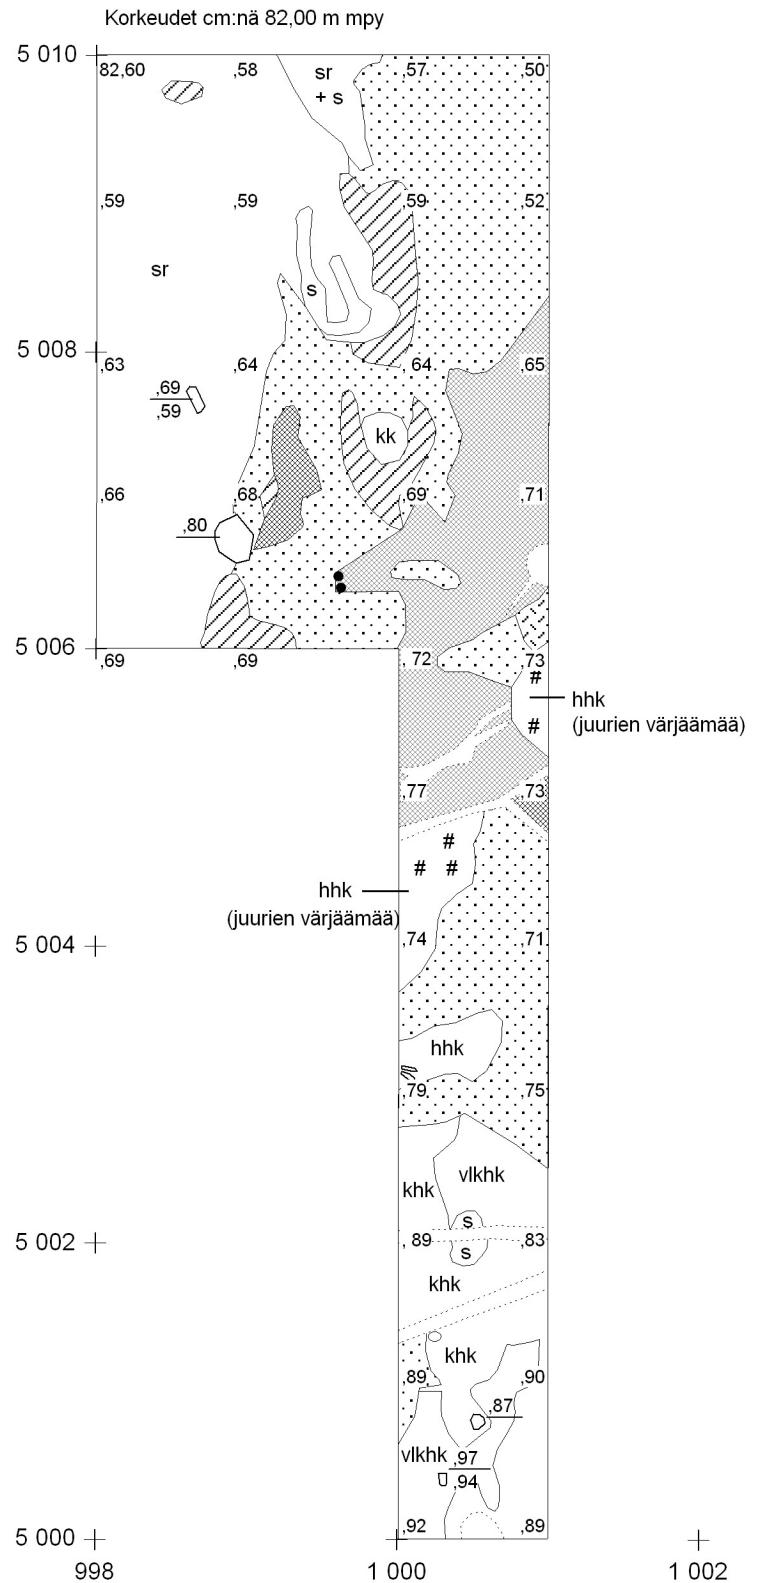 Korkeudet cm:nä 82,00 m mpy
5 010
82,60 ,58 ,57 ,50
sr
+ s
,59 ,59 ,59 ,52
sr
s
5 008
,63 ,64 ,64 ,65
,69
,59
kk
,66 ,68 ,69 ,71
,80
5 006
,69 ,69 ,72 ,73
#
hhk
(juurien värjäämää)
#
,77 ,73
#
# #
hhk
(juurien värjäämää)
5 004
,74 ,71
hhk
,79 ,75
vlkhk
khk
s
5 002
, 89 ,83
s
khk
khk
,89 ,90
,87
vlkhk ,97
,94
,92 ,89
5 000
998 1 000 1 002